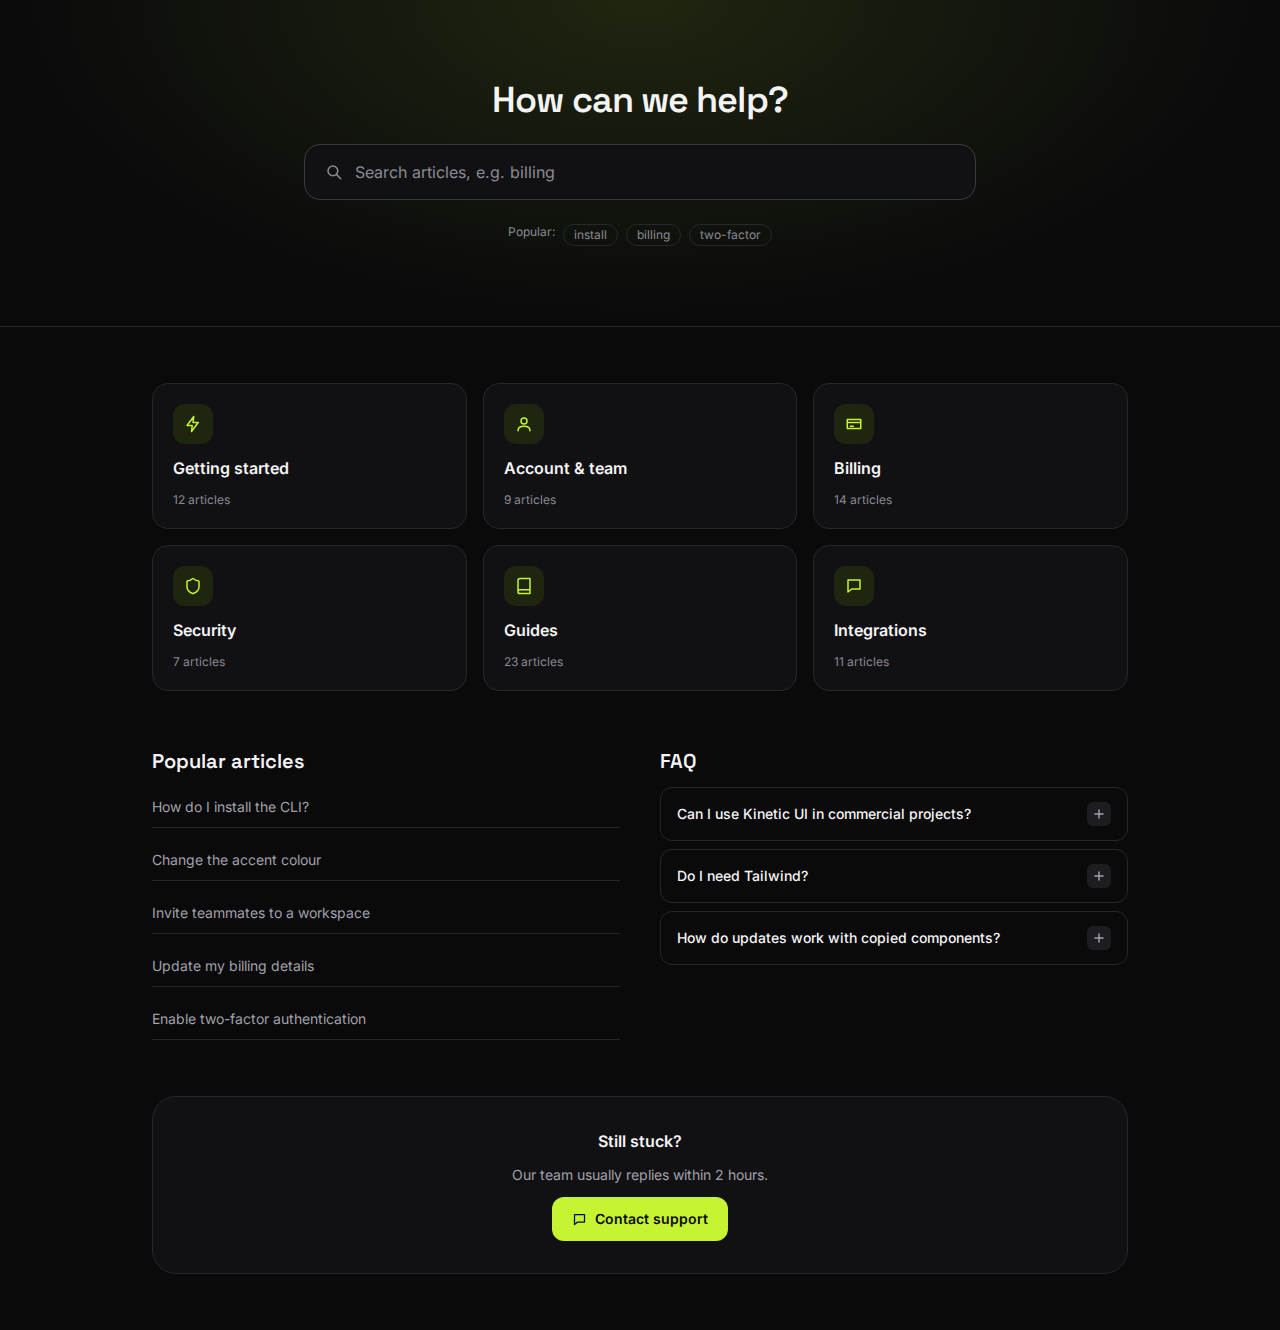 How can we help?
Search articles, e.g. billing
Popular: install billing two-factor
Getting started
12 articles
Account & team
9 articles
Billing
14 articles
Security
7 articles
Guides
23 articles
Integrations
11 articles
Popular articles
How do I install the CLI?
Change the accent colour
Invite teammates to a workspace
Update my billing details
Enable two-factor authentication
FAQ
Can I use Kinetic UI in commercial projects?
Do I need Tailwind?
How do updates work with copied components?
Still stuck?
Our team usually replies within 2 hours.
Contact support